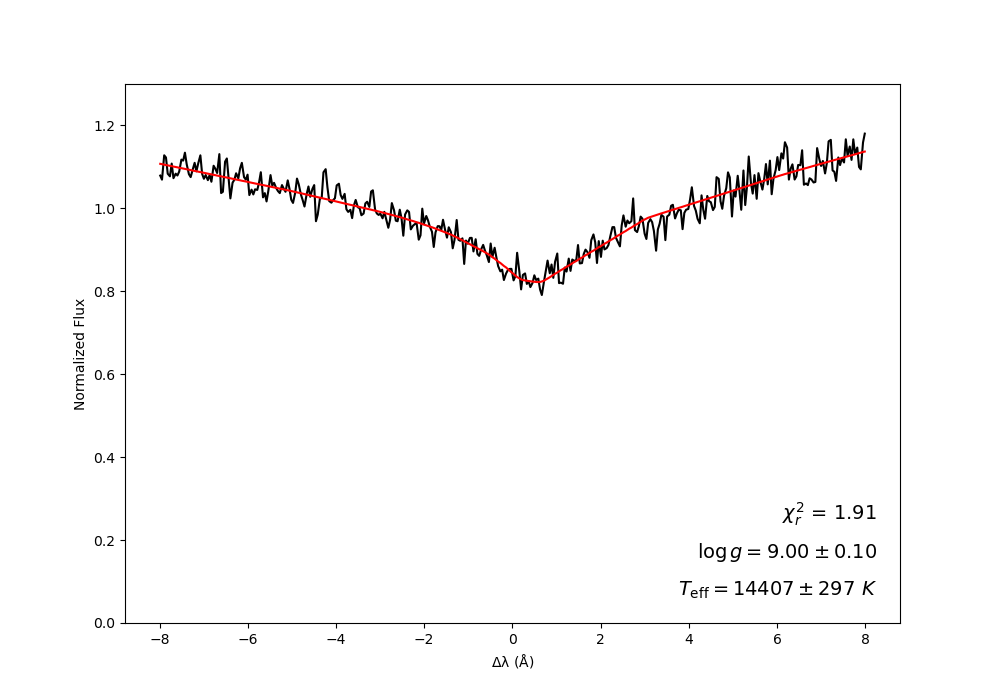 1.2
1.0
0.8
0.6
0.4
0.2
0.0
Normalized Flux
χ²ᵣ = 1.91
log g = 9.00 ± 0.10
T_eff = 14407 ± 297 K
−8 −6 −4 −2 0 2 4 6 8
Δλ (Å)